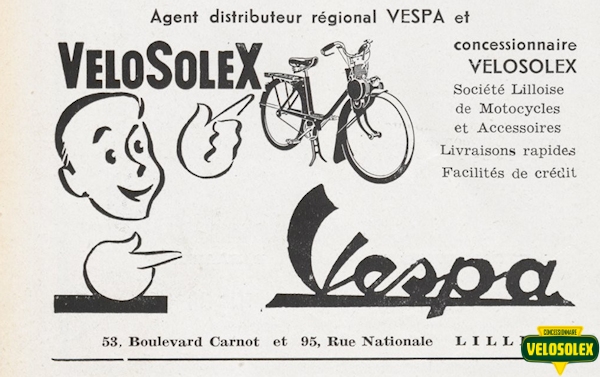 Agent distributeur régional VESPA et
concessionnaire
VELOSOLEX
VELOSOLEX
Société Lilloise
de Motocycles
et Accessoires
Livraisons rapides
Facilités de crédit
Vespa
53, Boulevard Carnot et 95, Rue Nationale
CONCESSIONNAIRE
VELOSOLEX